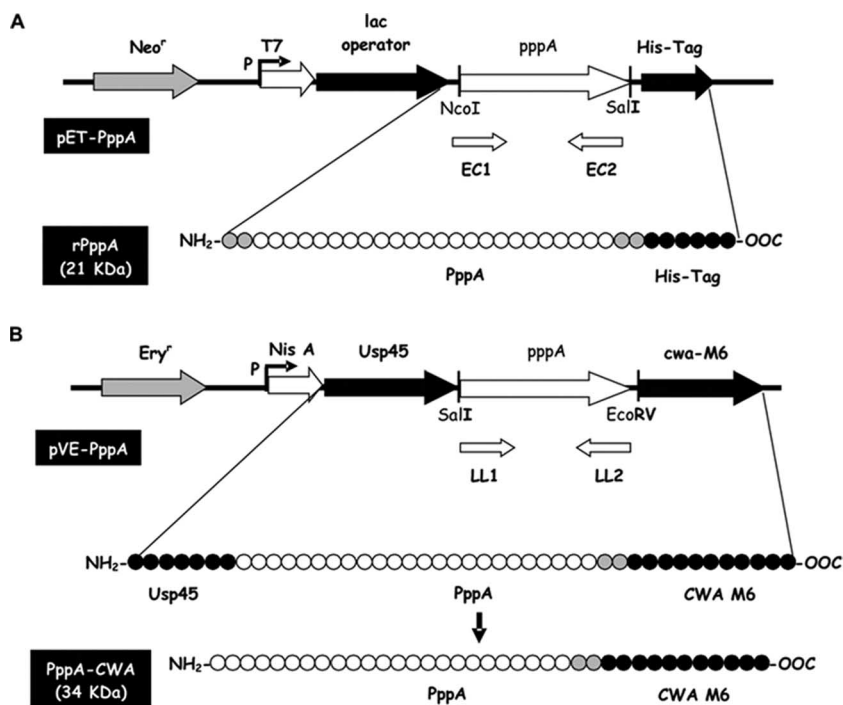 A
Neoʳ
P
T7
lac
operator
pppA
His-Tag
NcoI
SalI
pET-PppA
EC1
EC2
NH₂-
-OOC
rPppA
(21 KDa)
PppA
His-Tag
B
Eryʳ
P
Nis A
Usp45
pppA
cwa-M6
SalI
EcoRV
pVE-PppA
LL1
LL2
NH₂-
-OOC
Usp45
PppA
CWA M6
PppA-CWA
(34 KDa)
NH₂-
-OOC
PppA
CWA M6